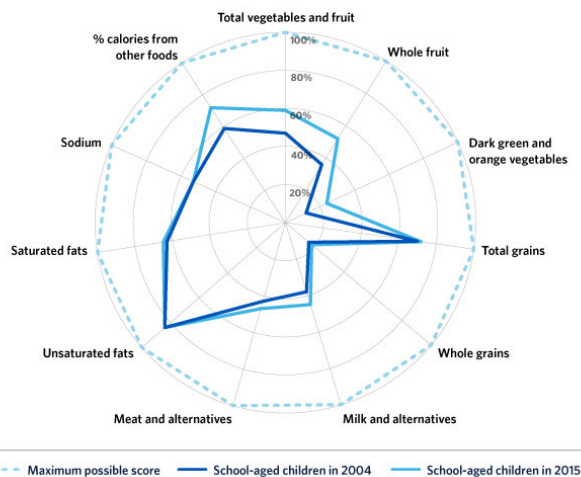 Total vegetables and fruit
% calories from
other foods
100%
Whole fruit
80%
60%
Sodium
40%
Dark green and
orange vegetables
20%
Saturated fats
Total grains
Unsaturated fats
Whole grains
Meat and alternatives
Milk and alternatives
Maximum possible score
School-aged children in 2004
School-aged children in 2015